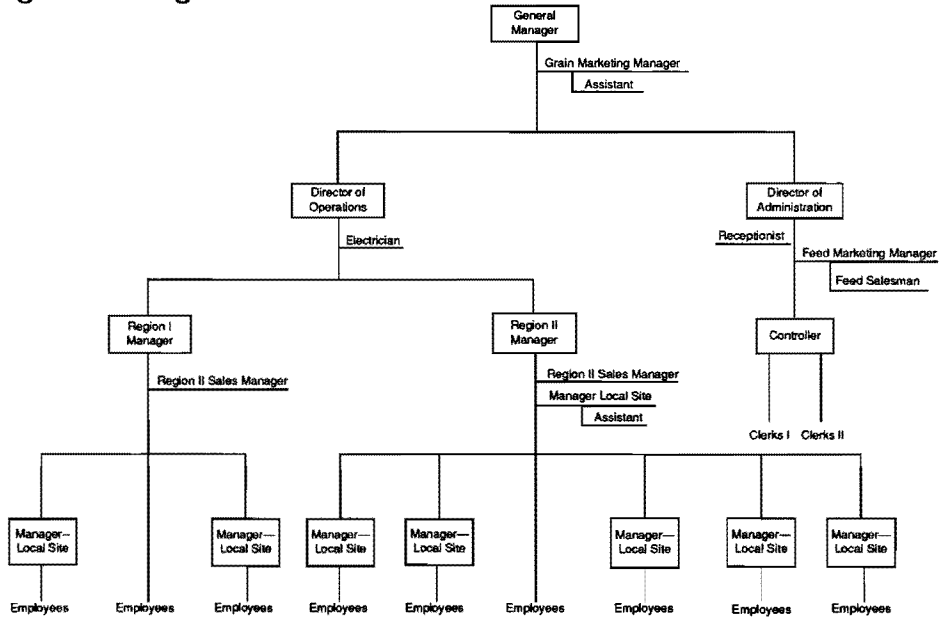 General
Manager
Grain Marketing Manager
Assistant
Director of
Operations
Director of
Administration
Electrician
Receptionist
Feed Marketing Manager
Feed Salesman
Region I
Manager
Region II
Manager
Controller
Region II Sales Manager
Region II Sales Manager
Manager Local Site
Assistant
Clerks I
Clerks II
Manager—
Local Site
Manager—
Local Site
Manager—
Local Site
Manager—
Local Site
Manager—
Local Site
Manager—
Local Site
Manager—
Local Site
Employees
Employees
Employees
Employees
Employees
Employees
Employees
Employees
Employees